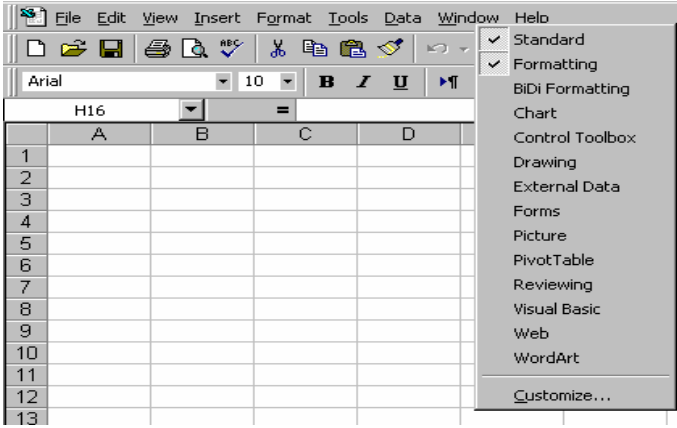 File Edit View Insert Format Tools Data Window Help
ABC
Arial 10 B I U
H16 =
A B C D
1
2
3
4
5
6
7
8
9
10
11
12
13
Standard
Formatting
BiDi Formatting
Chart
Control Toolbox
Drawing
External Data
Forms
Picture
PivotTable
Reviewing
Visual Basic
Web
WordArt
Customize...